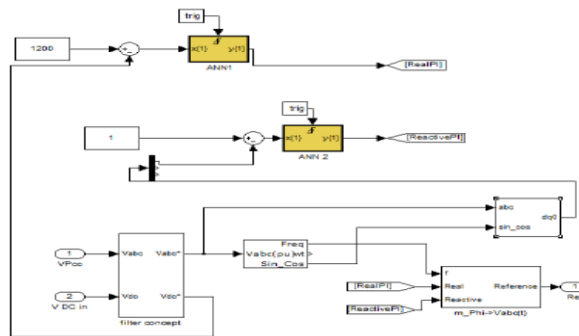 trig
1200
x{1} y{1}
ANN1
[RealPI]
trig
1
x{1} y{1}
ANN 2
[ReactivePI]
abc
dq0
sin_cos
1
VPcc
Vabc Vabc*
2
V DC in
Vdc Vdc*
filter concept
Freq
Vabc(pu)wt
Sin_Cos
[RealPI]
[ReactivePI]
f
Real Reference
Reactive
m_Phi->Vabc(t)
1